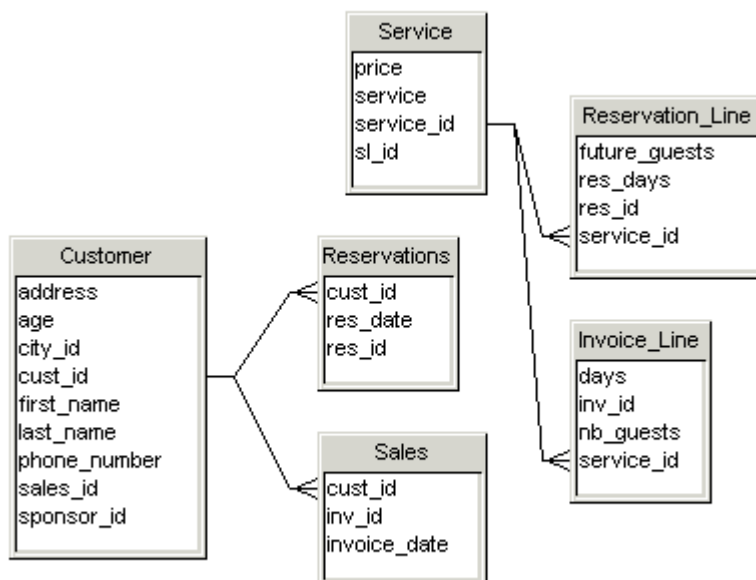 Service
price
service
service_id
sl_id
Reservation_Line
future_guests
res_days
res_id
service_id
Customer
address
age
city_id
cust_id
first_name
last_name
phone_number
sales_id
sponsor_id
Reservations
cust_id
res_date
res_id
Invoice_Line
days
inv_id
nb_guests
service_id
Sales
cust_id
inv_id
invoice_date